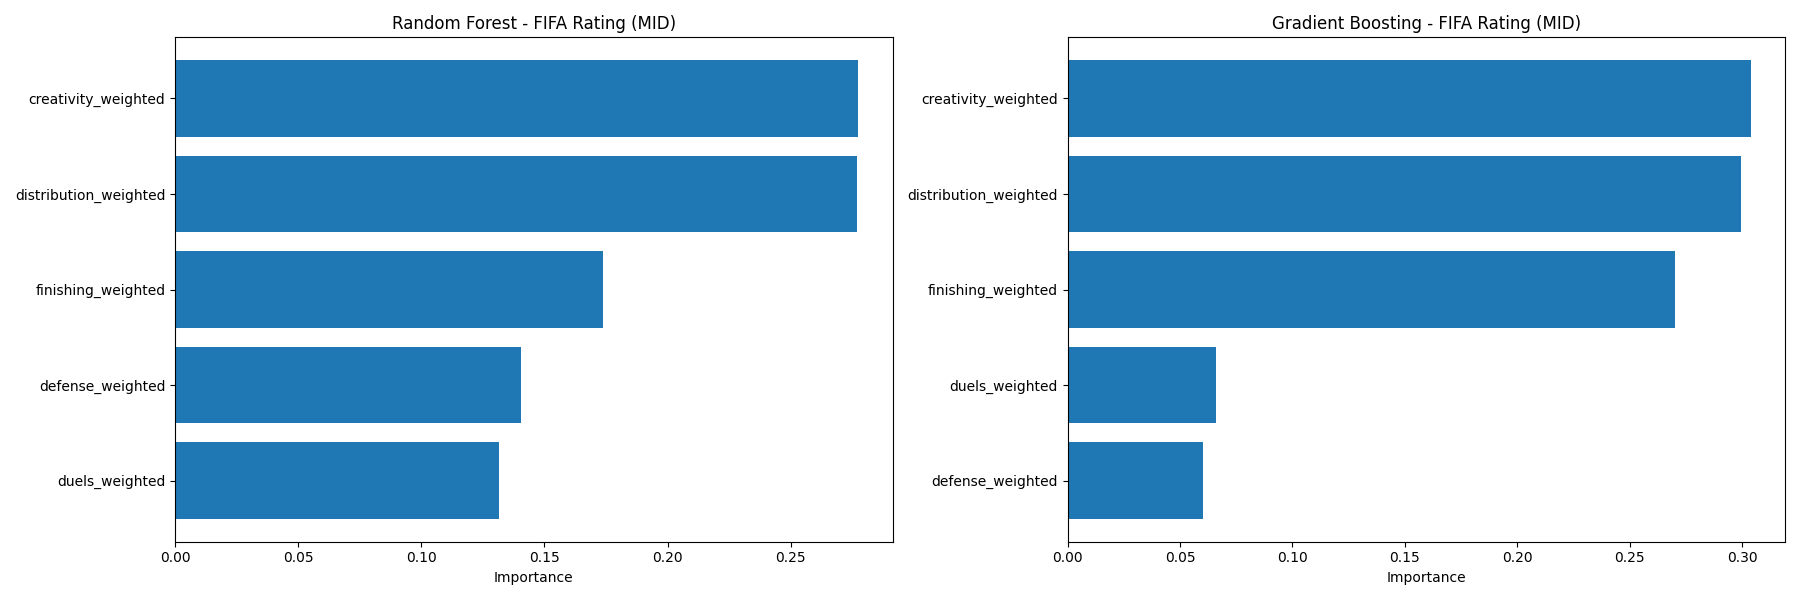 Random Forest - FIFA Rating (MID)
creativity_weighted
distribution_weighted
finishing_weighted
defense_weighted
duels_weighted
0.00 0.05 0.10 0.15 0.20 0.25
Importance
Gradient Boosting - FIFA Rating (MID)
creativity_weighted
distribution_weighted
finishing_weighted
duels_weighted
defense_weighted
0.00 0.05 0.10 0.15 0.20 0.25 0.30
Importance